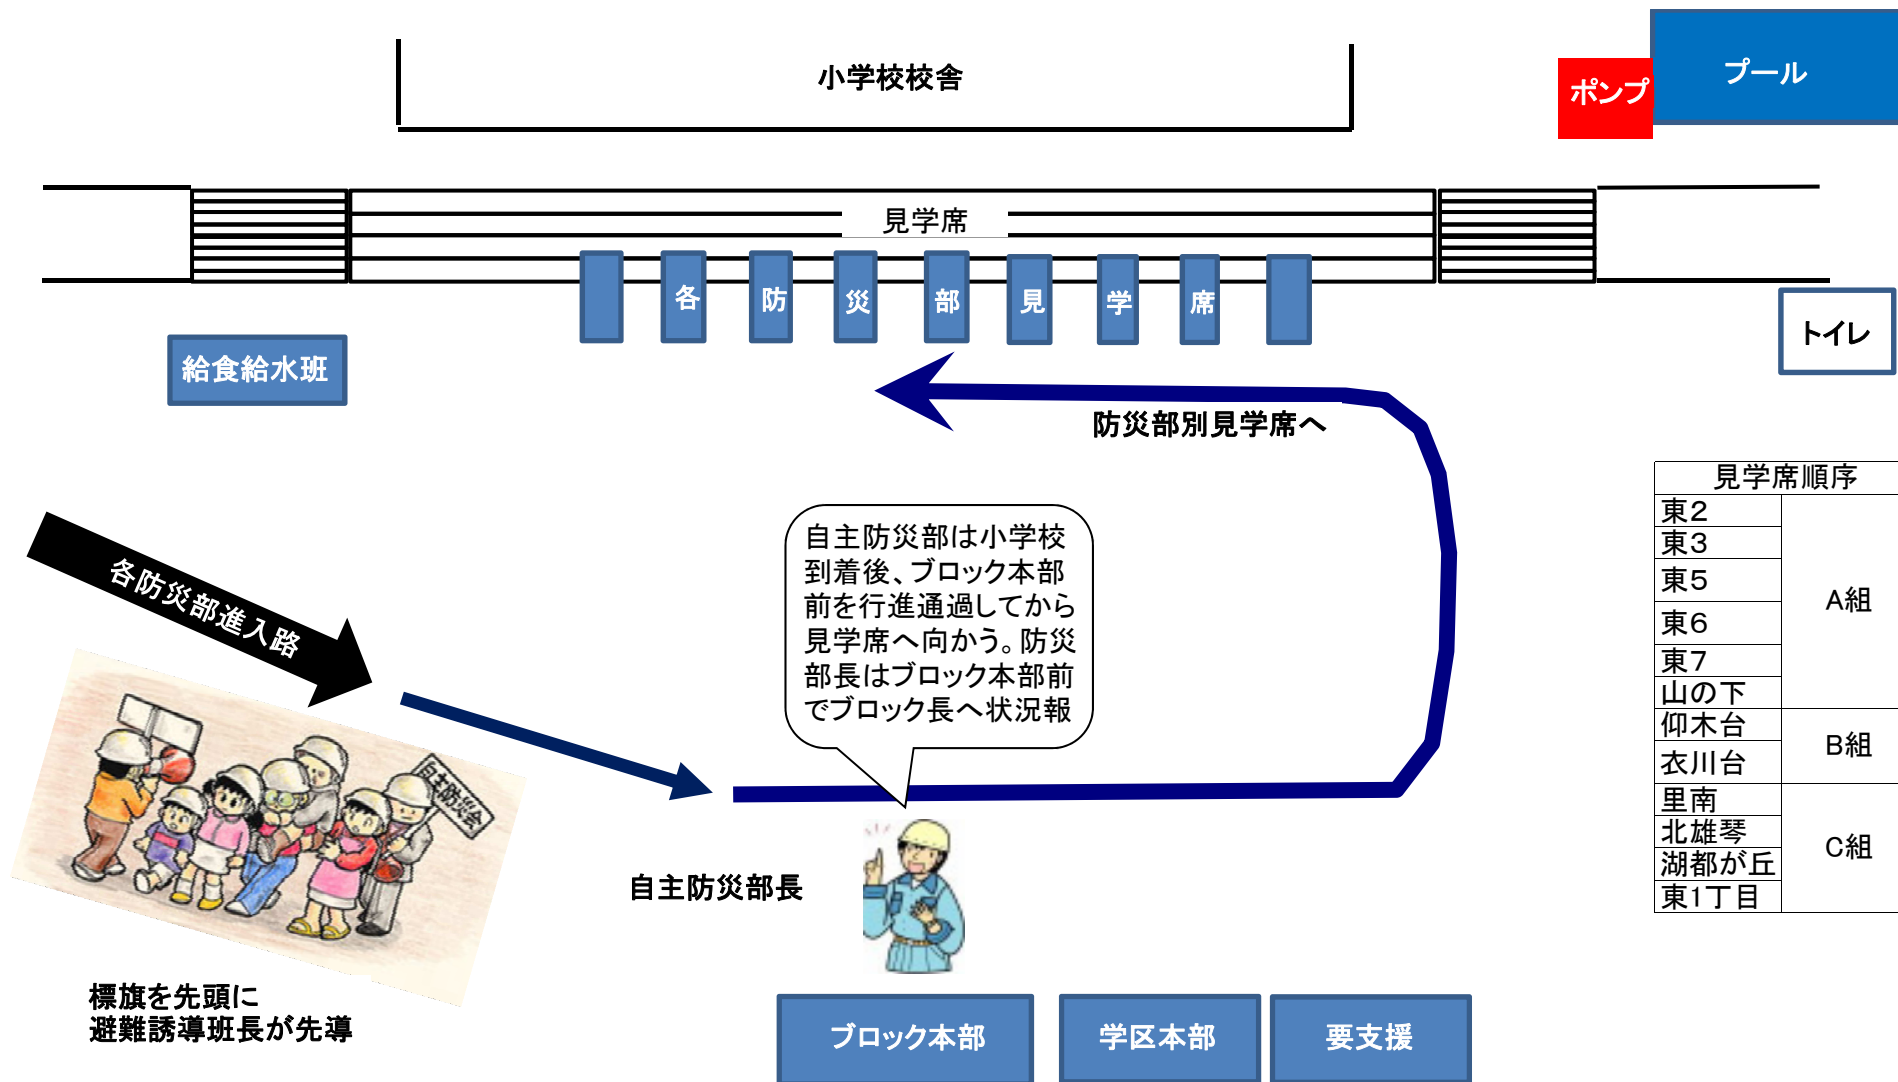 小学校校舎
ポンプ
プール
見学席
各防災部見学席
トイレ
給食給水班
防災部別見学席へ
各防災部進入路
自主防災部は小学校
到着後、ブロック本部
前を行進通過してから
見学席へ向かう。防災
部長はブロック本部前
でブロック長へ状況報
自主防災会
自主防災部長
標旗を先頭に
避難誘導班長が先導
ブロック本部
学区本部
要支援
見学席順序
東2
東3
東5
東6
東7
山の下
A組
仰木台
衣川台
B組
里南
北雄琴
湖都が丘
東1丁目
C組